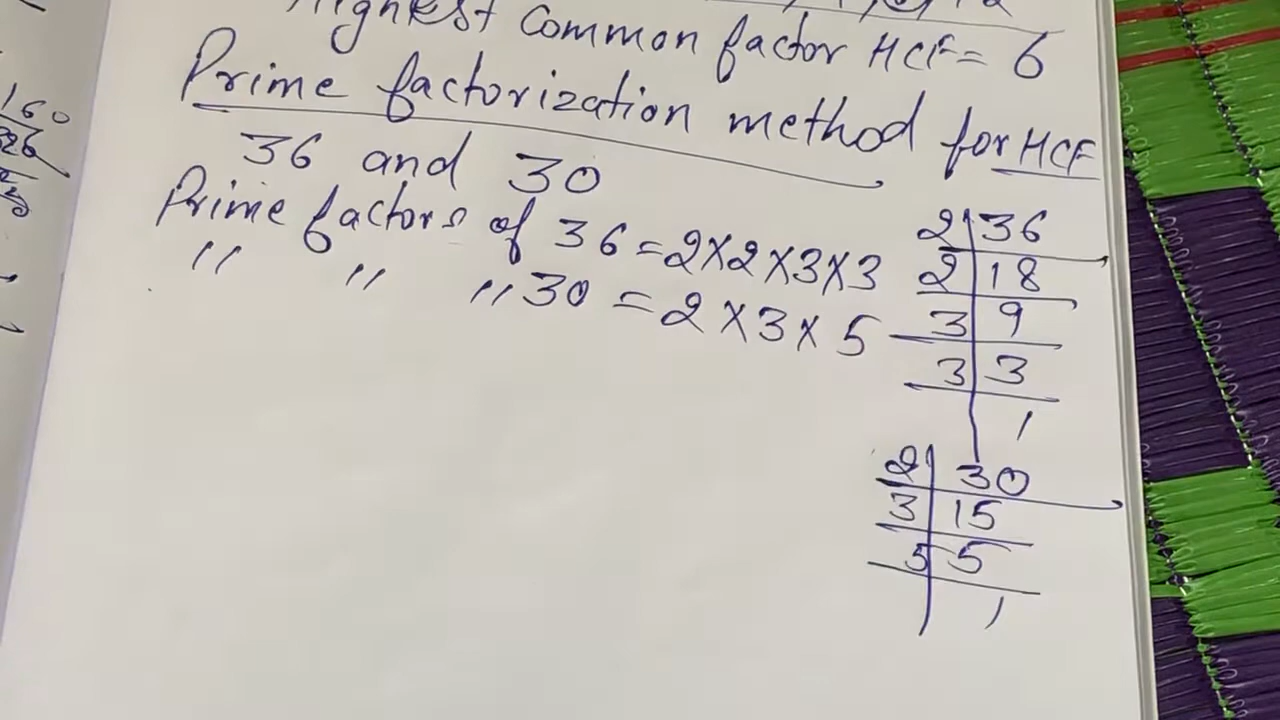 Highest Common factor HCF= 6
Prime factorization method for HCF
36 and 30
Prime factors of 36 = 2×2×3×3
" " " 30 = 2×3×5
2 36
2 18
3 9
3 3
1
2 30
3 15
5 5
1
160